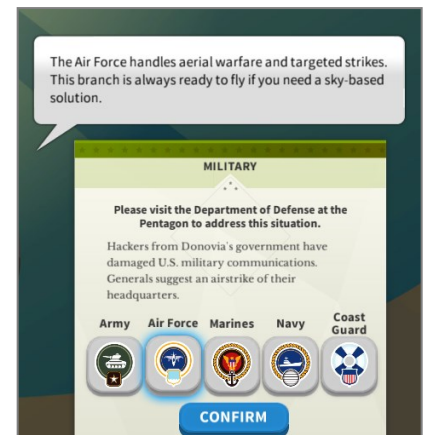 The Air Force handles aerial warfare and targeted strikes.
This branch is always ready to fly if you need a sky-based
solution.
MILITARY
Please visit the Department of Defense at the
Pentagon to address this situation.
Hackers from Donovia's government have
damaged U.S. military communications.
Generals suggest an airstrike of their
headquarters.
Army Air Force Marines Navy Coast
Guard
CONFIRM